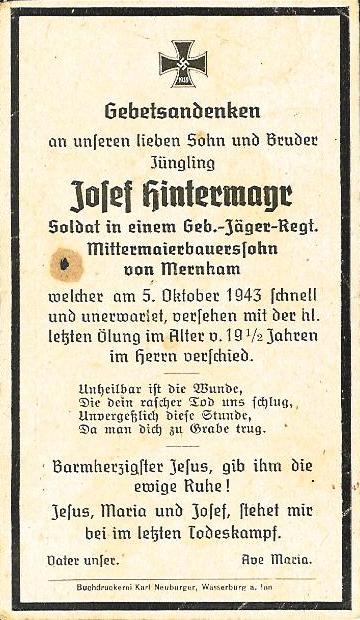 1939
Gebetsandenken
an unseren lieben Sohn und Bruder
Jüngling
Josef Hintermayr
Soldat in einem Geb.-Jäger-Regt.
Mittermaierbauerssohn
von Mernham
welcher am 5. Oktober 1943 schnell
und unerwartet, versehen mit der hl.
letzten Ölung im Alter v. 19 1/2 Jahren
im Herrn verschied.
Unheilbar ist die Wunde,
Die dein rascher Tod uns schlug,
Unvergeßlich diese Stunde,
Da man dich zu Grabe trug.
Barmherzigster Jesus, gib ihm die
ewige Ruhe!
Jesus, Maria und Josef, stehet mir
bei im letzten Todeskampf.
Vater unser. Ave Maria.
Buchdruckerei Karl Neuburger, Wasserburg a. Inn